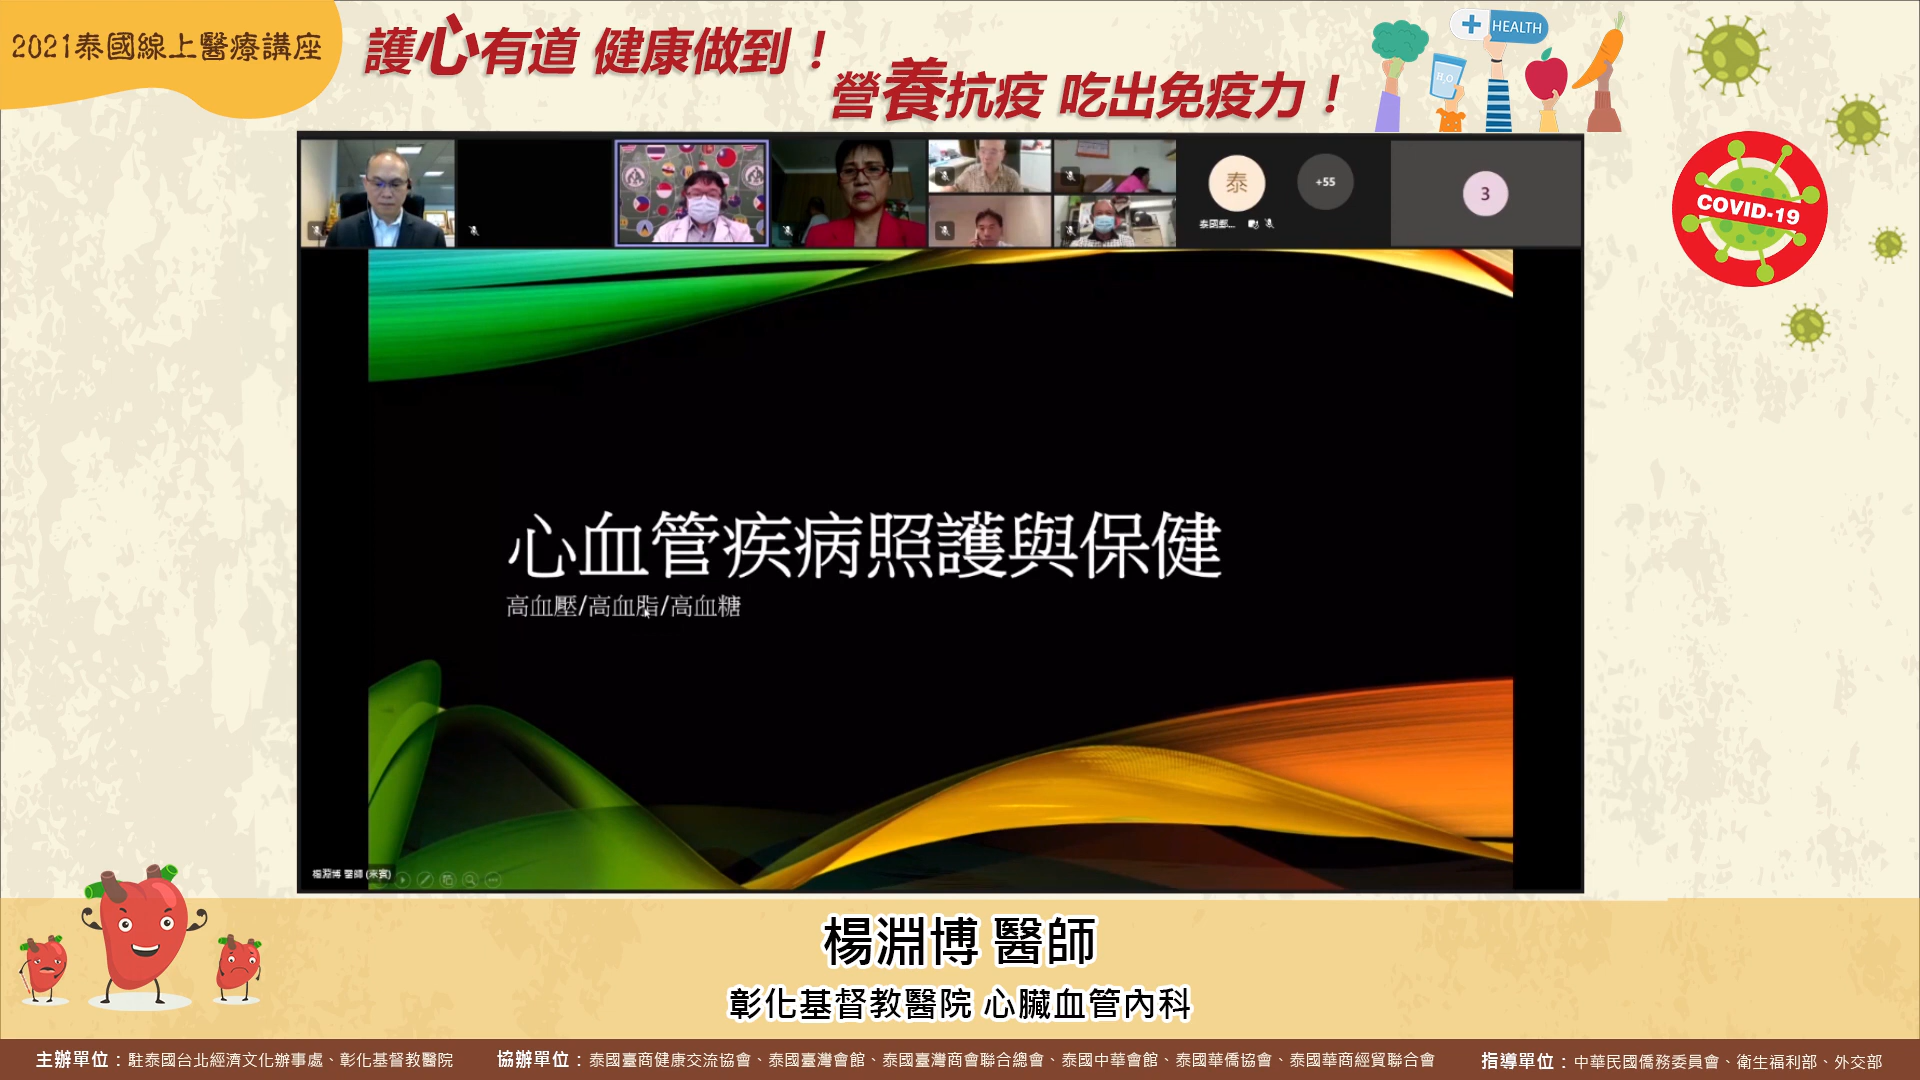 2021泰國線上醫療講座
護心有道 健康做到！
營養抗疫 吃出免疫力！
HEALTH
H₂O
COVID-19
泰
+55
3
心血管疾病照護與保健
高血壓/高血脂/高血糖
楊淵博 醫師 (來賓)
楊淵博 醫師
彰化基督教醫院 心臟血管內科
主辦單位：駐泰國台北經濟文化辦事處、彰化基督教醫院
協辦單位：泰國臺商健康交流協會、泰國臺灣會館、泰國臺灣商會聯合總會、泰國中華會館、泰國華僑協會、泰國華商經貿聯合會
指導單位：中華民國僑務委員會、衛生福利部、外交部